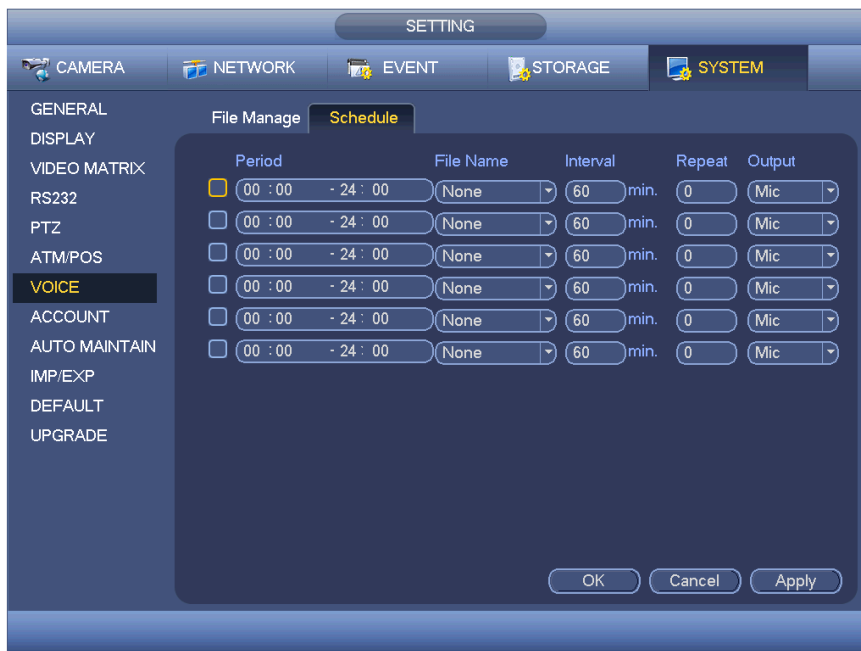 SETTING
CAMERA NETWORK EVENT STORAGE SYSTEM
GENERAL
DISPLAY
VIDEO MATRIX
RS232
PTZ
ATM/POS
VOICE
ACCOUNT
AUTO MAINTAIN
IMP/EXP
DEFAULT
UPGRADE
File Manage Schedule
Period File Name Interval Repeat Output
00 :00 - 24 : 00 None 60 min. 0 Mic
00 :00 - 24 : 00 None 60 min. 0 Mic
00 :00 - 24 : 00 None 60 min. 0 Mic
00 :00 - 24 : 00 None 60 min. 0 Mic
00 :00 - 24 : 00 None 60 min. 0 Mic
00 :00 - 24 : 00 None 60 min. 0 Mic
OK Cancel Apply